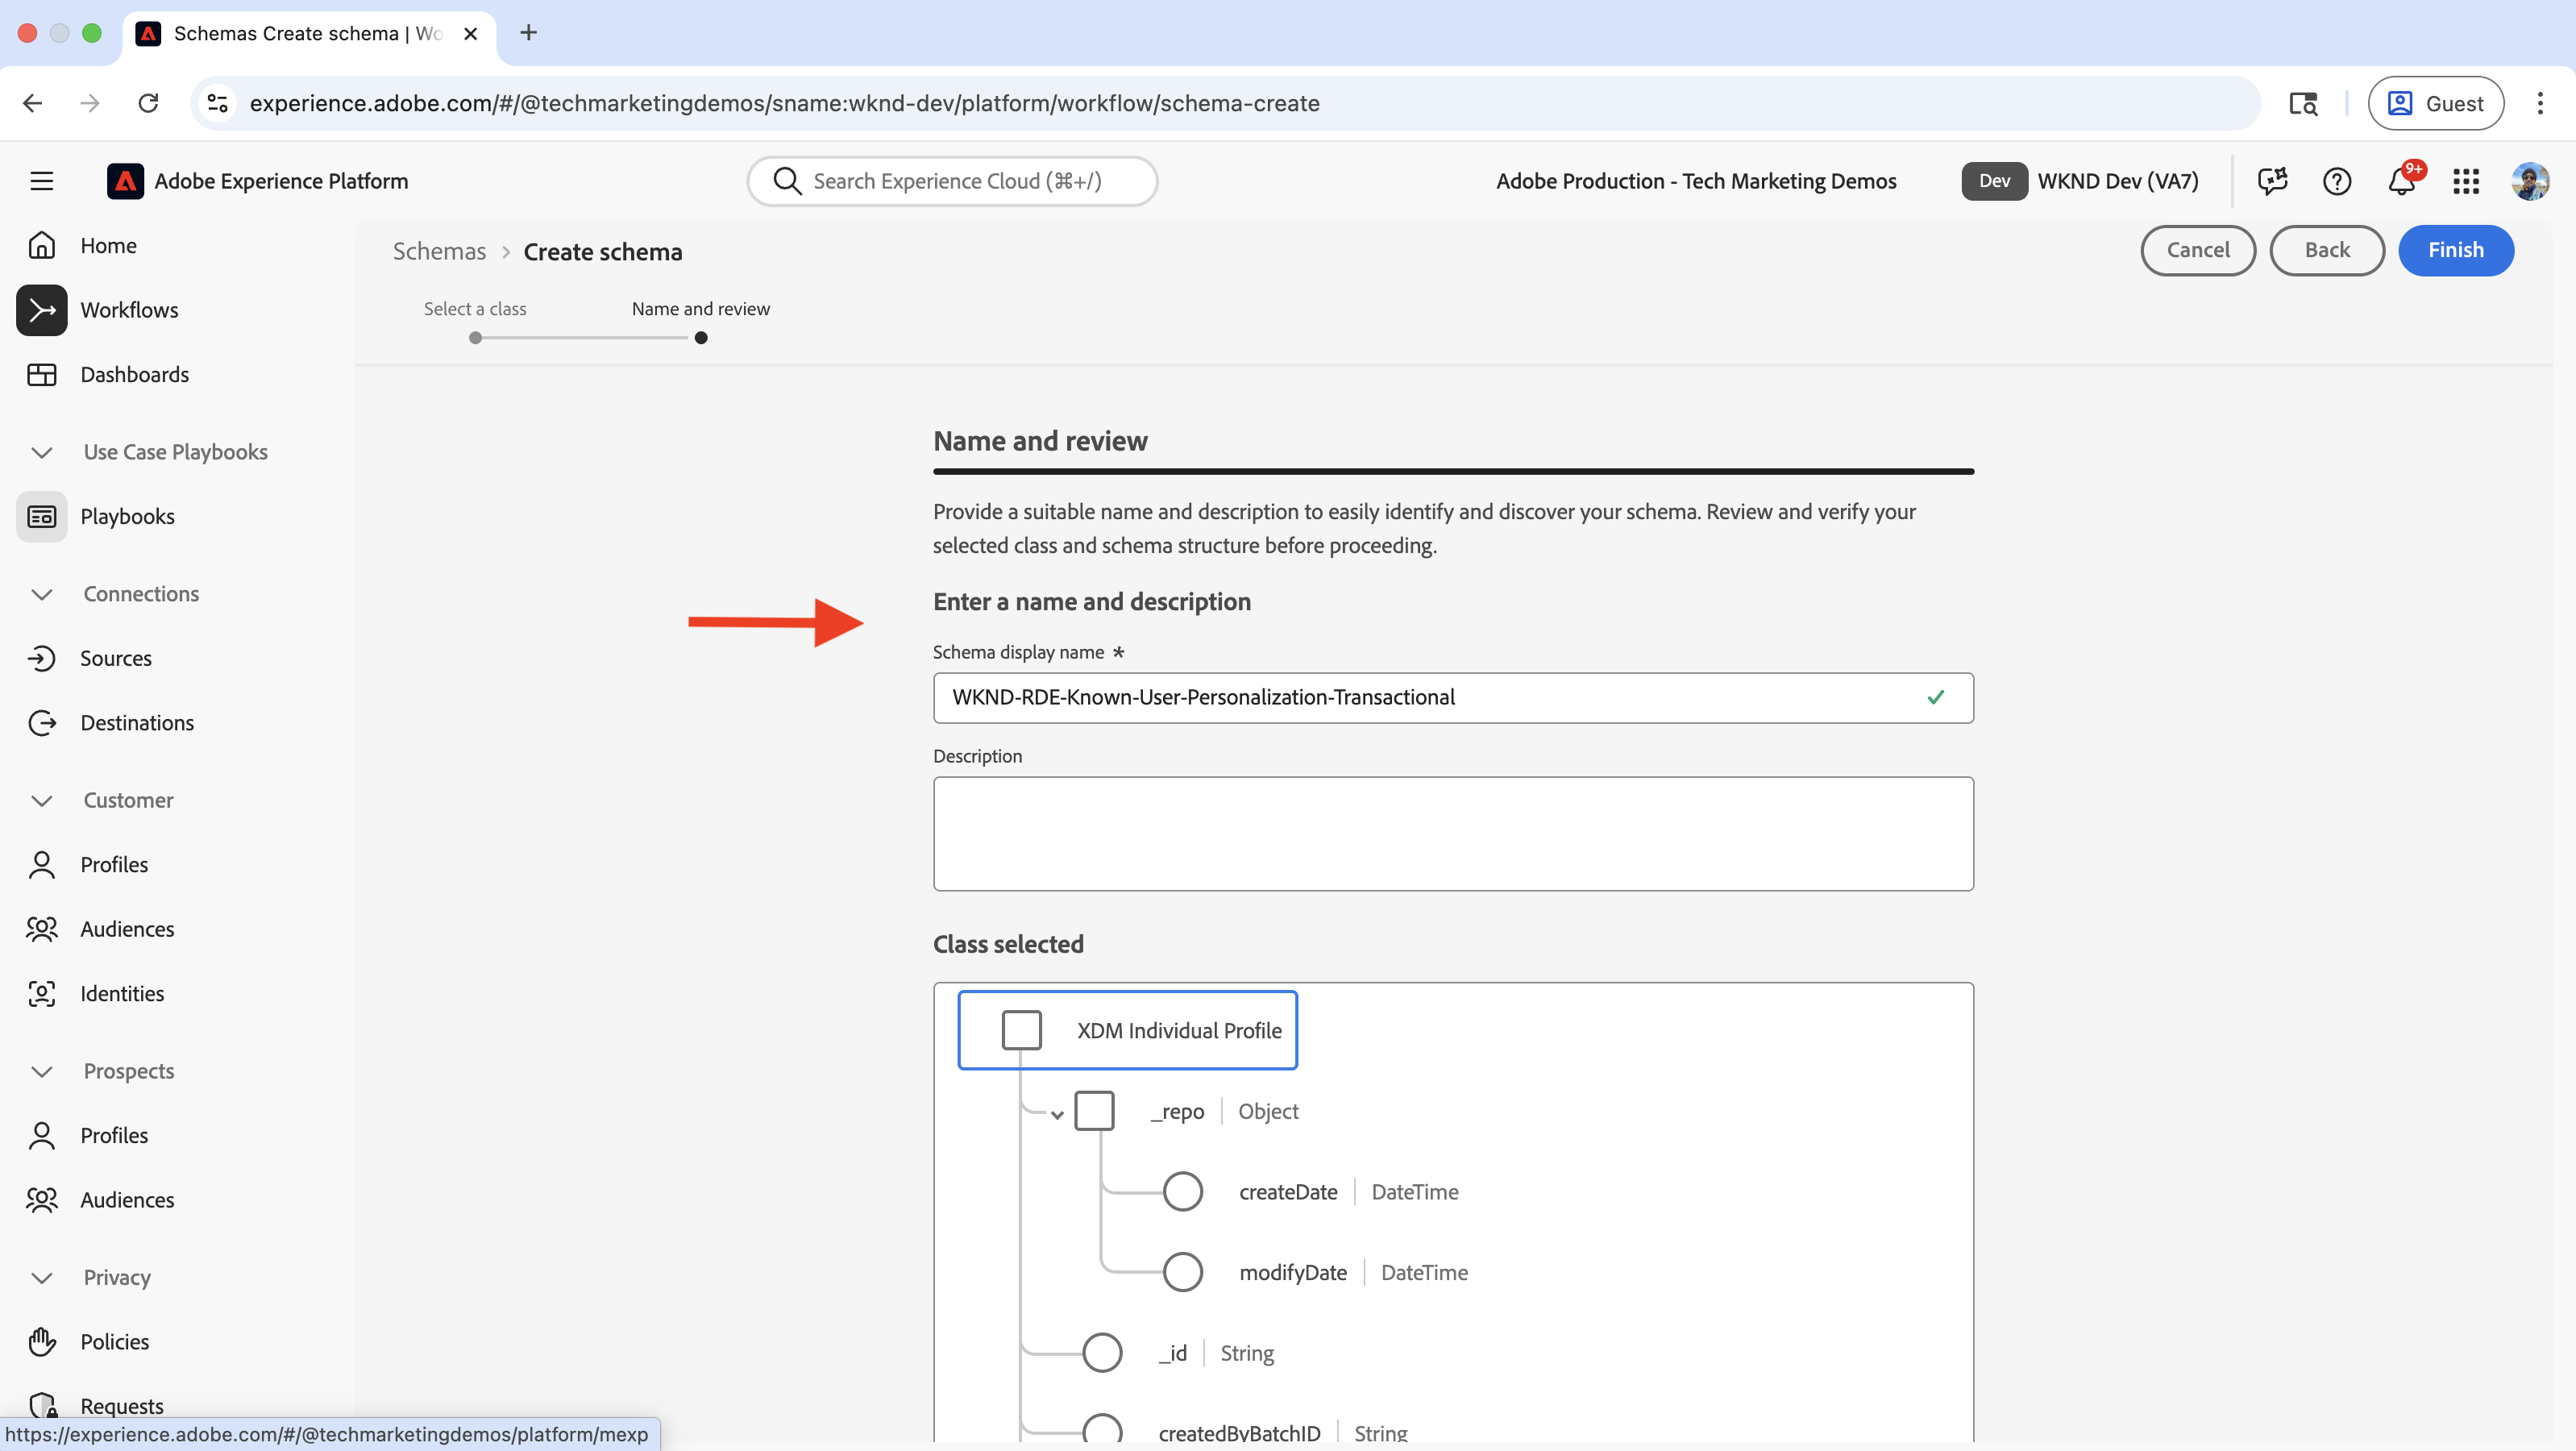 Schemas Create schema | Wo
experience.adobe.com/#/@techmarketingdemos/sname:wknd-dev/platform/workflow/schema-create
Guest
Adobe Experience Platform
Search Experience Cloud (⌘+/)
Adobe Production - Tech Marketing Demos
Dev
WKND Dev (VA7)
9+
Home
Workflows
Dashboards
Use Case Playbooks
Playbooks
Connections
Sources
Destinations
Customer
Profiles
Audiences
Identities
Prospects
Profiles
Audiences
Privacy
Policies
Requests
https://experience.adobe.com/#/@techmarketingdemos/platform/mexp
Schemas > Create schema
Cancel
Back
Finish
Select a class
Name and review
Name and review
Provide a suitable name and description to easily identify and discover your schema. Review and verify your
selected class and schema structure before proceeding.
Enter a name and description
Schema display name *
WKND-RDE-Known-User-Personalization-Transactional
Description
Class selected
XDM Individual Profile
_repo | Object
createDate | DateTime
modifyDate | DateTime
_id | String
createdByBatchID | String